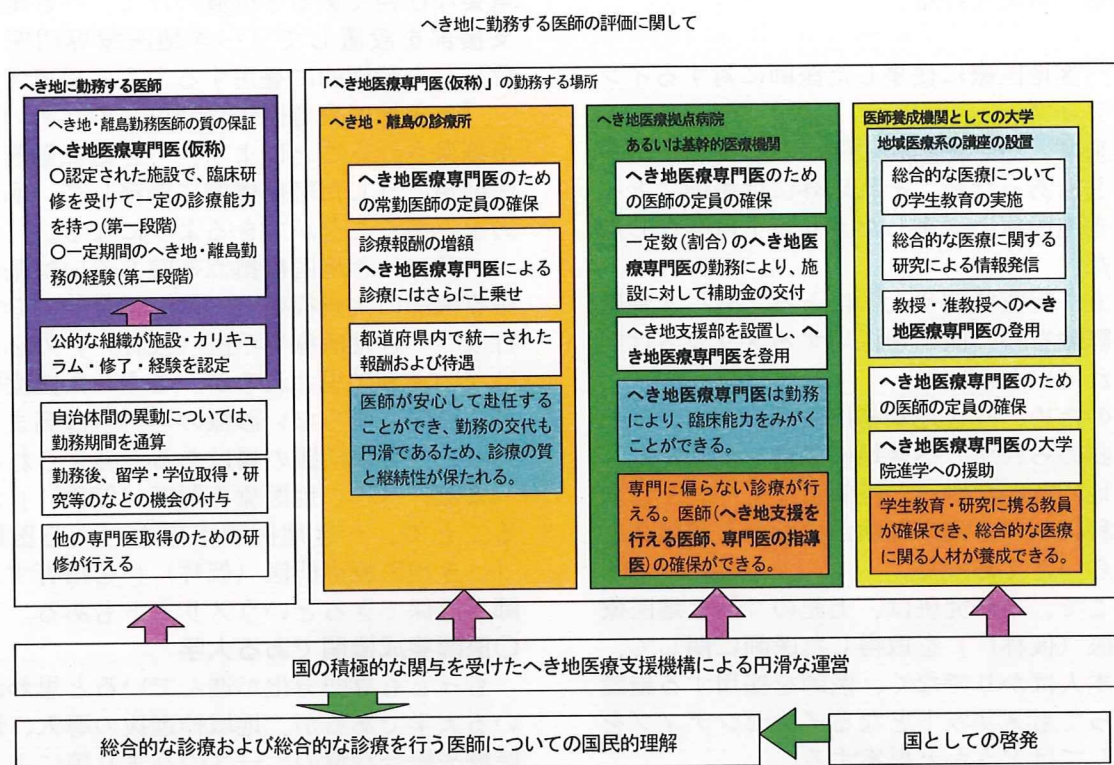 へき地に勤務する医師の評価に関して
へき地に勤務する医師
へき地・離島勤務医師の質の保証
へき地医療専門医(仮称)
○認定された施設で、臨床研
修を受けて一定の診療能力
を持つ(第一段階)
○一定期間のへき地・離島勤
務の経験(第二段階)
公的な組織が施設・カリキュ
ラム・修了・経験を認定
自治体間の異動については、
勤務期間を通算
勤務後、留学・学位取得・研
究等のなどの機会の付与
他の専門医取得のための研
修が行える
「へき地医療専門医(仮称)」の勤務する場所
へき地・離島の診療所
へき地医療専門医のため
の常勤医師の定員の確保
診療報酬の増額
へき地医療専門医による
診療にはさらに上乗せ
都道府県内で統一された
報酬および待遇
医師が安心して赴任する
ことができ、勤務の交代も
円滑であるため、診療の質
と継続性が保たれる。
へき地医療拠点病院
あるいは基幹的医療機関
へき地医療専門医のため
の医師の定員の確保
一定数(割合)のへき地医
療専門医の勤務により、施
設に対して補助金の交付
へき地支援部を設置し、へ
き地医療専門医を登用
へき地医療専門医は勤務
により、臨床能力をみがく
ことができる。
専門に偏らない診療が行
える。医師(へき地支援を
行える医師、専門医の指導
医)の確保ができる。
医師養成機関としての大学
地域医療系の講座の設置
総合的な医療について
の学生教育の実施
総合的な医療に関する
研究による情報発信
教授・准教授へのへき
地医療専門医の登用
へき地医療専門医のため
の医師の定員の確保
へき地医療専門医の大学
院進学への援助
学生教育・研究に携る教員
が確保でき、総合的な医療
に関る人材が養成できる。
国の積極的な関与を受けたへき地医療支援機構による円滑な運営
総合的な診療および総合的な診療を行う医師についての国民的理解
国としての啓発